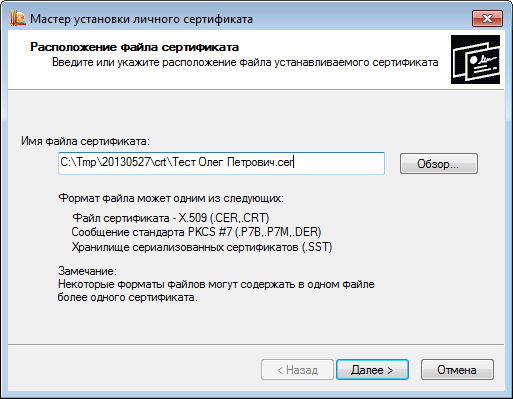 Мастер установки личного сертификата
Расположение файла сертификата
Введите или укажите расположение файла устанавливаемого сертификата
Имя файла сертификата:
C:\Tmp\20130527\crt\Тест Олег Петрович.cer
Обзор...
Формат файла может одним из следующих:
Файл сертификата - X.509 (.CER,.CRT)
Сообщение стандарта PKCS #7 (.P7B,.P7M,.DER)
Хранилище сериализованных сертификатов (.SST)
Замечание:
Некоторые форматы файлов могут содержать в одном файле
более одного сертификата.
< Назад
Далее >
Отмена